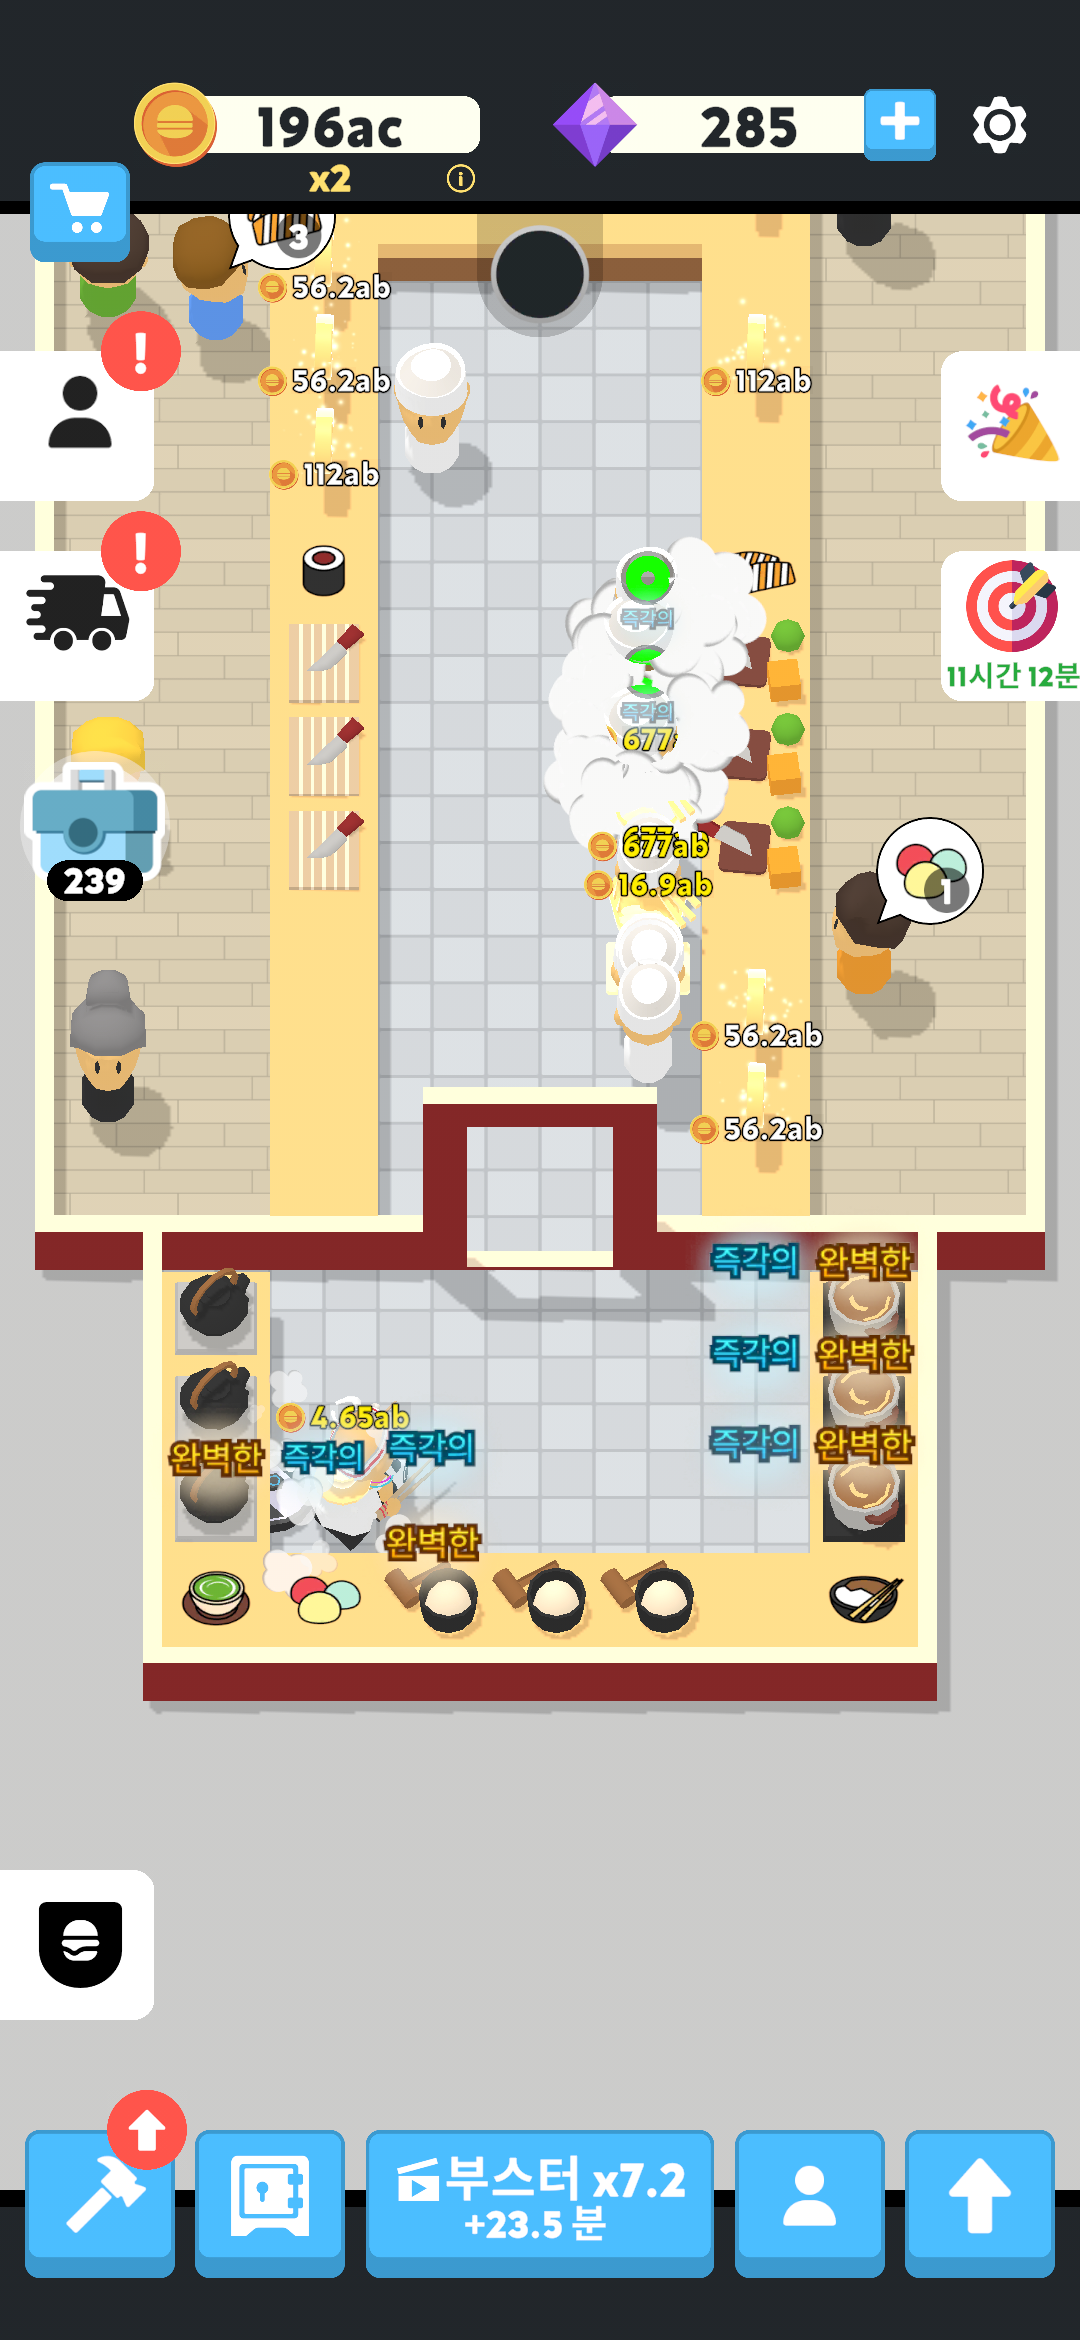 196ac
x2
285
3
56.2ab
56.2ab
112ab
112ab
즉각의
즉각의
677ab
16.9ab
11시간 12분
239
1
56.2ab
56.2ab
즉각의 완벽한
즉각의 완벽한
4.65ab
즉각의 완벽한
완벽한 즉각의 즉각의
완벽한
부스터 x7.2
+23.5 분